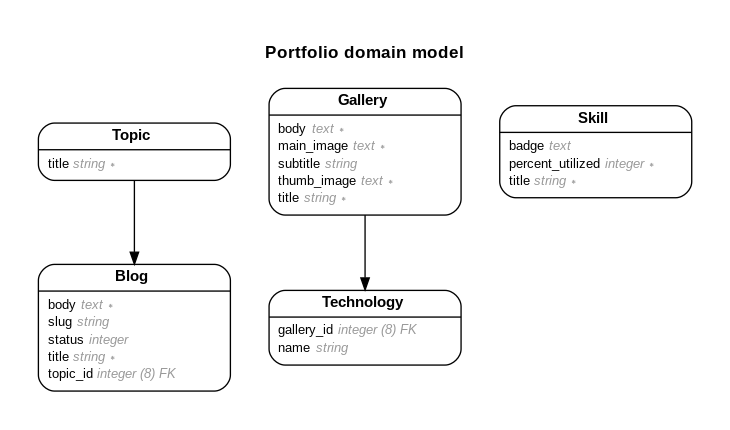 Portfolio domain model
Topic
title string *
Blog
body text *
slug string
status integer
title string *
topic_id integer (8) FK
Gallery
body text *
main_image text *
subtitle string
thumb_image text *
title string *
Technology
gallery_id integer (8) FK
name string
Skill
badge text
percent_utilized integer *
title string *